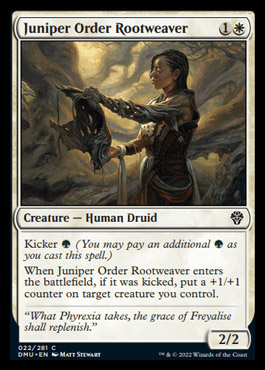 Juniper Order Rootweaver 1
Creature — Human Druid
Kicker (You may pay an additional as
you cast this spell.)
When Juniper Order Rootweaver enters
the battlefield, if it was kicked, put a +1/+1
counter on target creature you control.
"What Phyrexia takes, the grace of Freyalise
shall replenish."
2/2
022/281 C
DMU • EN MATT STEWART
™ & © 2022 Wizards of the Coast